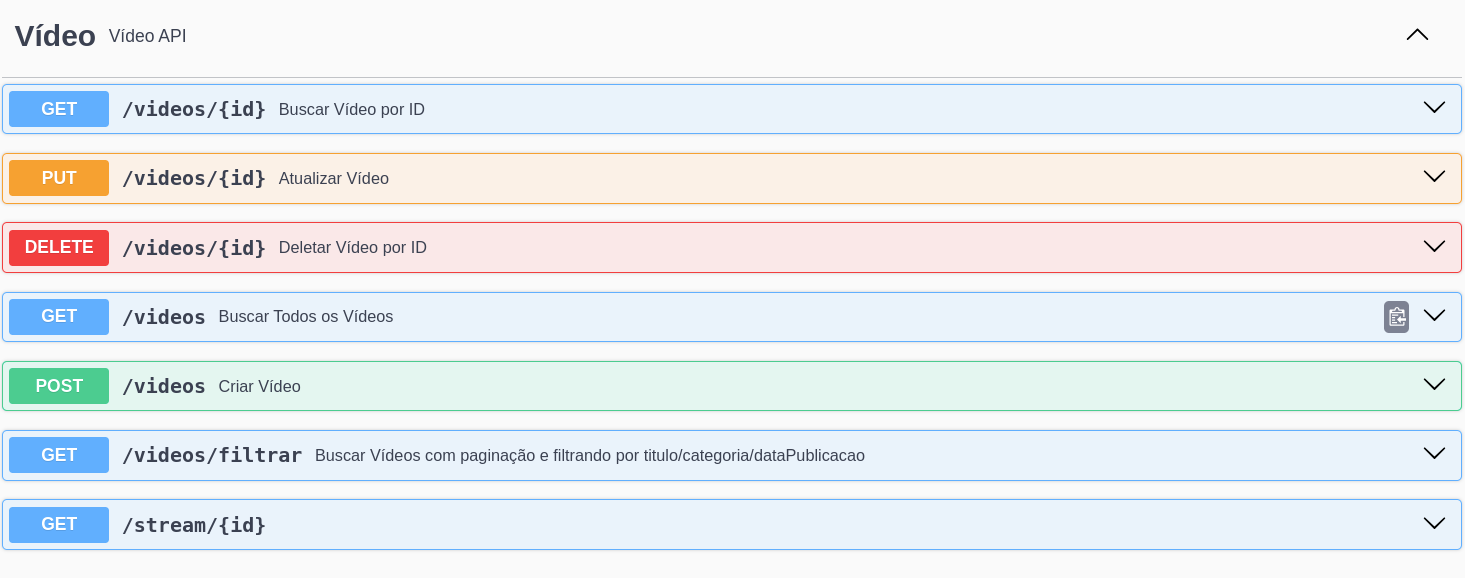 Vídeo Vídeo API
GET /videos/{id} Buscar Vídeo por ID
PUT /videos/{id} Atualizar Vídeo
DELETE /videos/{id} Deletar Vídeo por ID
GET /videos Buscar Todos os Vídeos
POST /videos Criar Vídeo
GET /videos/filtrar Buscar Vídeos com paginação e filtrando por titulo/categoria/dataPublicacao
GET /stream/{id}